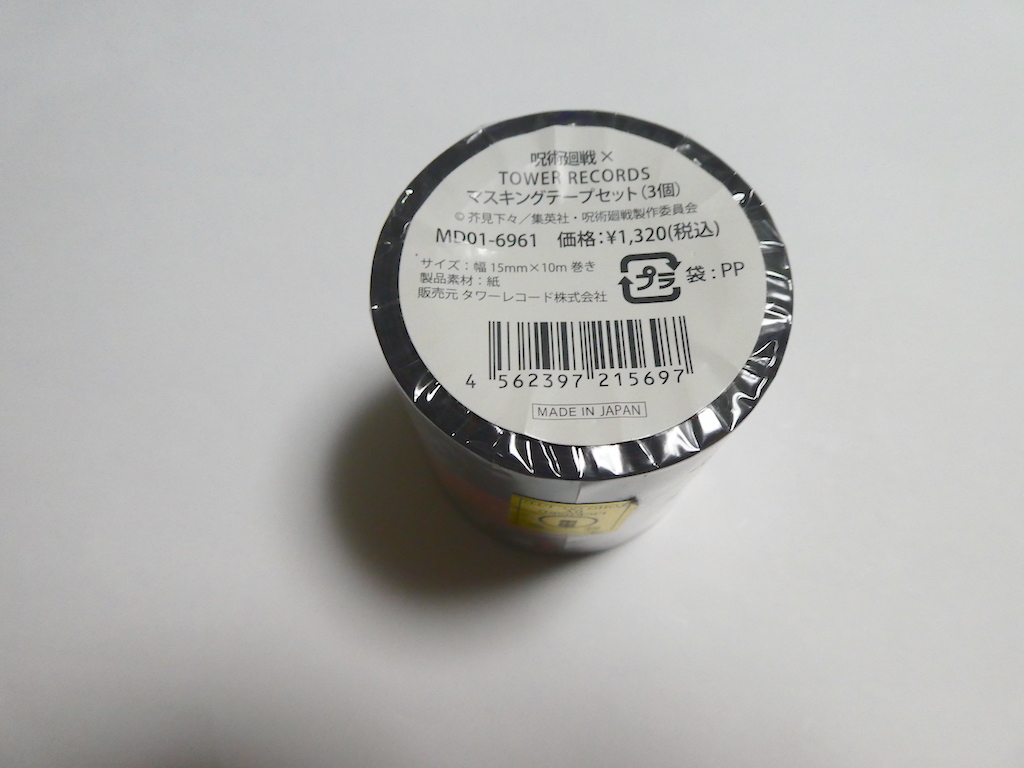 呪術廻戦×
TOWER RECORDS
マスキングテープセット(3個)
©芥見下々／集英社・呪術廻戦製作委員会
MD01-6961 価格:¥1,320(税込)
サイズ：幅 15mm×10m 巻き
製品素材：紙
販売元 タワーレコード株式会社
プラ 袋：PP
4 562397 215697
MADE IN JAPAN